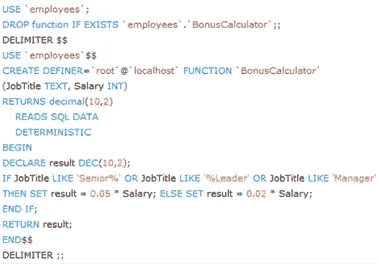 USE `employees`;
DROP function IF EXISTS `employees`.`BonusCalculator`;;
DELIMITER $$
USE `employees`$$
CREATE DEFINER=`root`@`localhost` FUNCTION `BonusCalculator`
(JobTitle TEXT, Salary INT)
RETURNS decimal(10,2)
READS SQL DATA
DETERMINISTIC
BEGIN
DECLARE result DEC(10,2);
IF JobTitle LIKE 'Senior%' OR JobTitle LIKE '%Leader' OR JobTitle LIKE 'Manager'
THEN SET result = 0.05 * Salary; ELSE SET result = 0.02 * Salary;
END IF;
RETURN result;
END$$
DELIMITER ;;